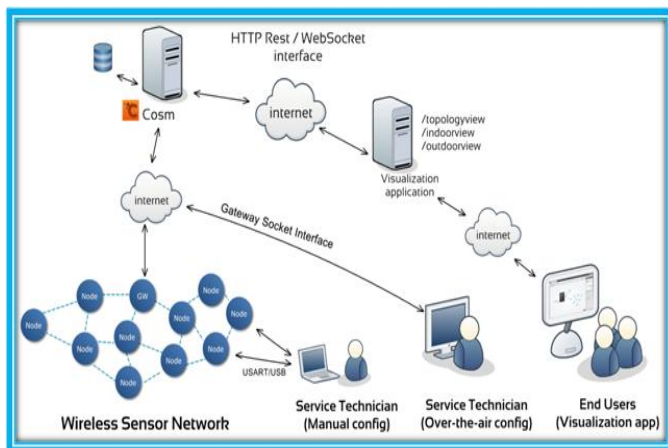 HTTP Rest / WebSocket
interface
internet
℃ Cosm
/topologyview
/indoorview
/outdoorview
Visualization
application
internet
Gateway Socket Interface
internet
Node
Node
GW
Node
Node
Node
Node
Node
Node
Node
Node
USART/USB
Wireless Sensor Network
Service Technician
(Manual config)
Service Technician
(Over-the-air config)
End Users
(Visualization app)